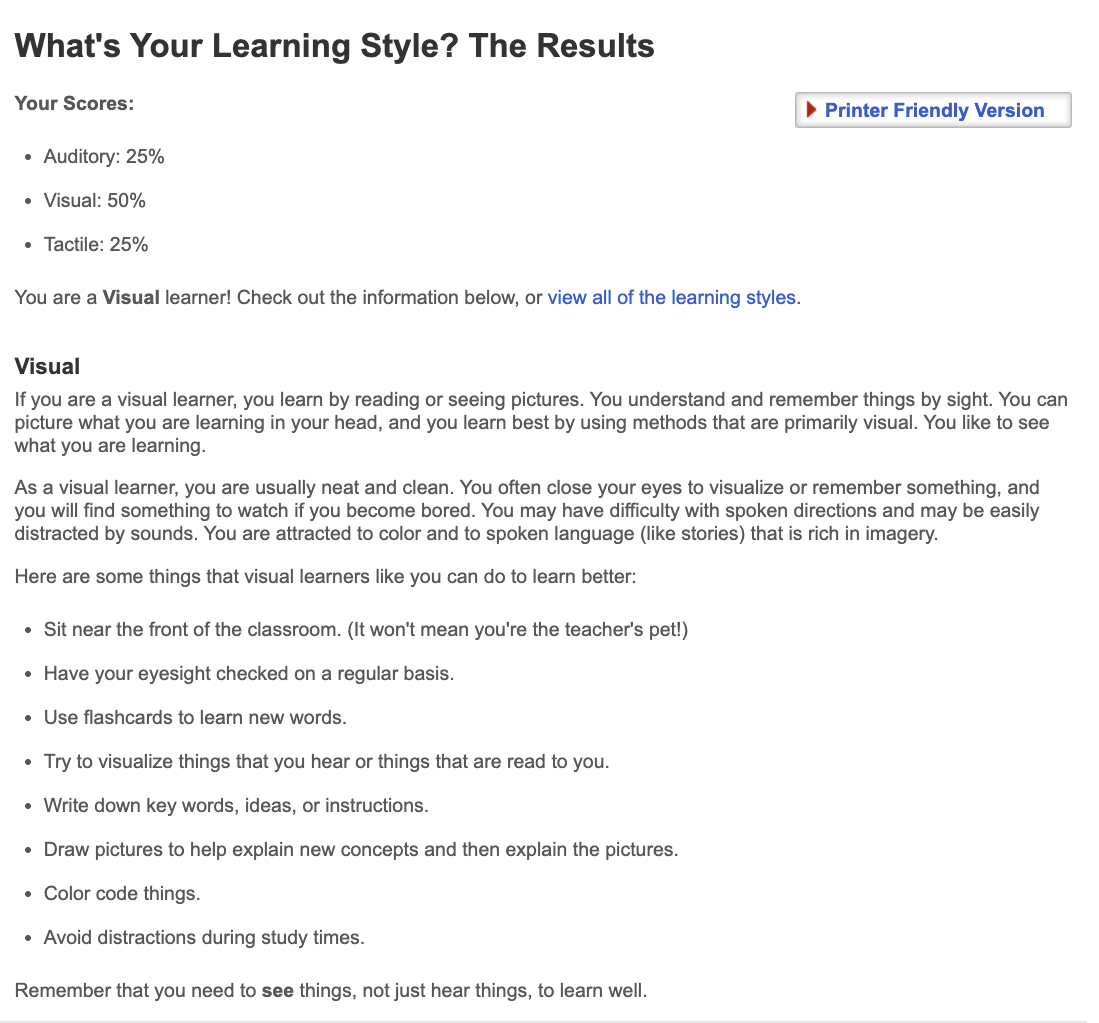 What's Your Learning Style? The Results
Your Scores:
Printer Friendly Version
• Auditory: 25%
• Visual: 50%
• Tactile: 25%
You are a Visual learner! Check out the information below, or view all of the learning styles.
Visual
If you are a visual learner, you learn by reading or seeing pictures. You understand and remember things by sight. You can
picture what you are learning in your head, and you learn best by using methods that are primarily visual. You like to see
what you are learning.
As a visual learner, you are usually neat and clean. You often close your eyes to visualize or remember something, and
you will find something to watch if you become bored. You may have difficulty with spoken directions and may be easily
distracted by sounds. You are attracted to color and to spoken language (like stories) that is rich in imagery.
Here are some things that visual learners like you can do to learn better:
• Sit near the front of the classroom. (It won't mean you're the teacher's pet!)
• Have your eyesight checked on a regular basis.
• Use flashcards to learn new words.
• Try to visualize things that you hear or things that are read to you.
• Write down key words, ideas, or instructions.
• Draw pictures to help explain new concepts and then explain the pictures.
• Color code things.
• Avoid distractions during study times.
Remember that you need to see things, not just hear things, to learn well.